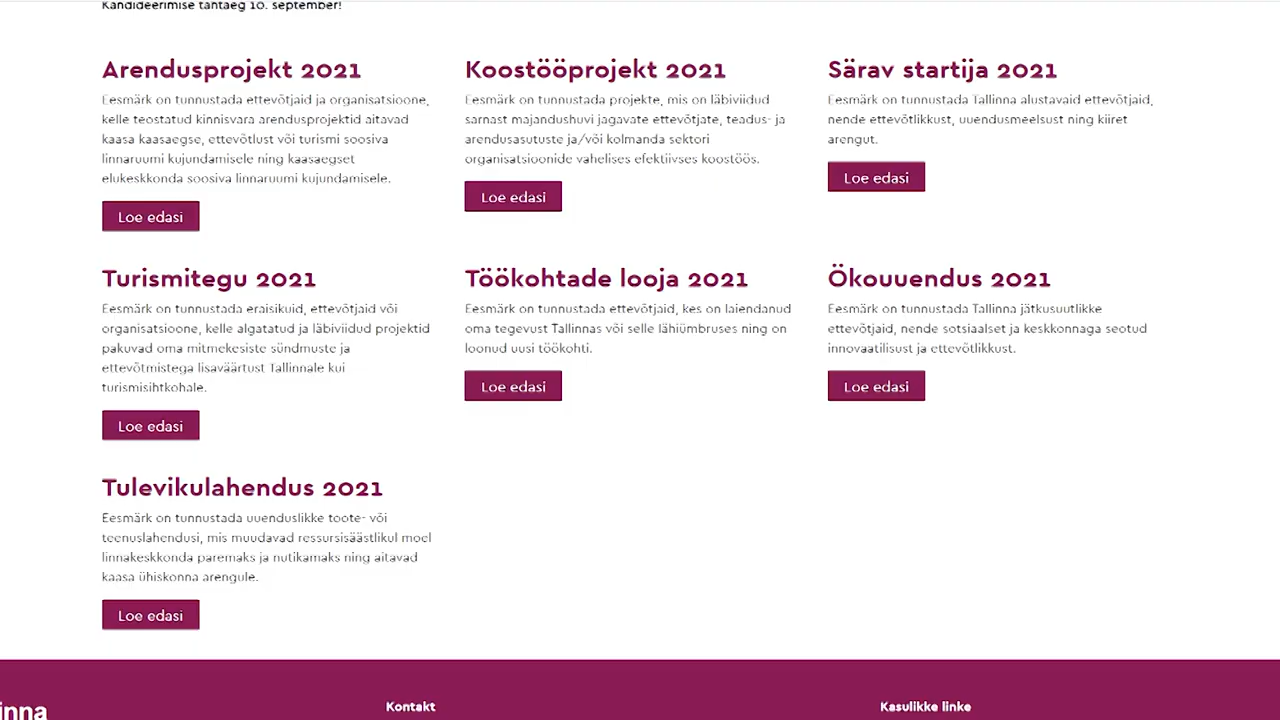 Kandideerimise tähtaeg 10. september!
Arendusprojekt 2021
Eesmärk on tunnustada ettevõtjaid ja organisatsioone,
kelle teostatud kinnisvara arendusprojektid aitavad
kaasa kaasaegse, ettevõtlust või turismi soosiva
linnaruumi kujundamisele ning kaasaegset
elukeskkonda soosiva linnaruumi kujundamisele.
Loe edasi
Koostööprojekt 2021
Eesmärk on tunnustada projekte, mis on läbiviidud
sarnast majandushuvi jagavate ettevõtjate, teadus- ja
arendusasutuste ja/või kolmanda sektori
organisatsioonide vahelises efektiivses koostöös.
Loe edasi
Särav startija 2021
Eesmärk on tunnustada Tallinna alustavaid ettevõtjaid,
nende ettevõtlikkust, uuendusmeelsust ning kiiret
arengut.
Loe edasi
Turismitegu 2021
Eesmärk on tunnustada eraisikuid, ettevõtjaid või
organisatsioone, kelle algatatud ja läbiviidud projektid
pakuvad oma mitmekesiste sündmuste ja
ettevõtmistega lisaväärtust Tallinnale kui
turismisihtkohale.
Loe edasi
Töökohtade looja 2021
Eesmärk on tunnustada ettevõtjaid, kes on laiendanud
oma tegevust Tallinnas või selle lähiümbruses ning on
loonud uusi töökohti.
Loe edasi
Ökouuendus 2021
Eesmärk on tunnustada Tallinna jätkusuutlikke
ettevõtjaid, nende sotsiaalset ja keskkonnaga seotud
innovaatilisust ja ettevõtlikkust.
Loe edasi
Tulevikulahendus 2021
Eesmärk on tunnustada uuenduslikke toote- või
teenuslahendusi, mis muudavad ressursisäästlikul moel
linnakeskkonda paremaks ja nutikamaks ning aitavad
kaasa ühiskonna arengule.
Loe edasi
inna
Kontakt
Kasulikke linke